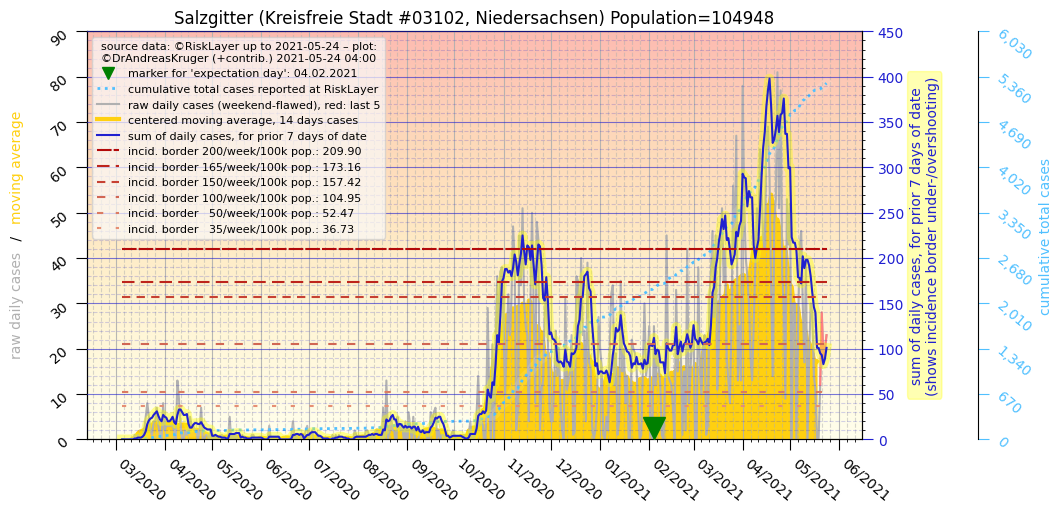 Salzgitter (Kreisfreie Stadt #03102, Niedersachsen) Population=104948
source data: ©RiskLayer up to 2021-05-24 – plot:
©DrAndreasKruger (+contrib.) 2021-05-24 04:00
marker for 'expectation day': 04.02.2021
cumulative total cases reported at RiskLayer
raw daily cases (weekend-flawed), red: last 5
centered moving average, 14 days cases
sum of daily cases, for prior 7 days of date
incid. border 200/week/100k pop.: 209.90
incid. border 165/week/100k pop.: 173.16
incid. border 150/week/100k pop.: 157.42
incid. border 100/week/100k pop.: 104.95
incid. border   50/week/100k pop.: 52.47
incid. border   35/week/100k pop.: 36.73
raw daily cases  /  moving average
90
80
70
60
50
40
30
20
10
0
03/2020
04/2020
05/2020
06/2020
07/2020
08/2020
09/2020
10/2020
11/2020
12/2020
01/2021
02/2021
03/2021
04/2021
05/2021
06/2021
450
400
350
300
250
200
150
100
50
0
sum of daily cases, for prior 7 days of date
(shows incidence border under-/overshooting)
6,030
5,360
4,690
4,020
3,350
2,680
2,010
1,340
670
0
cumulative total cases